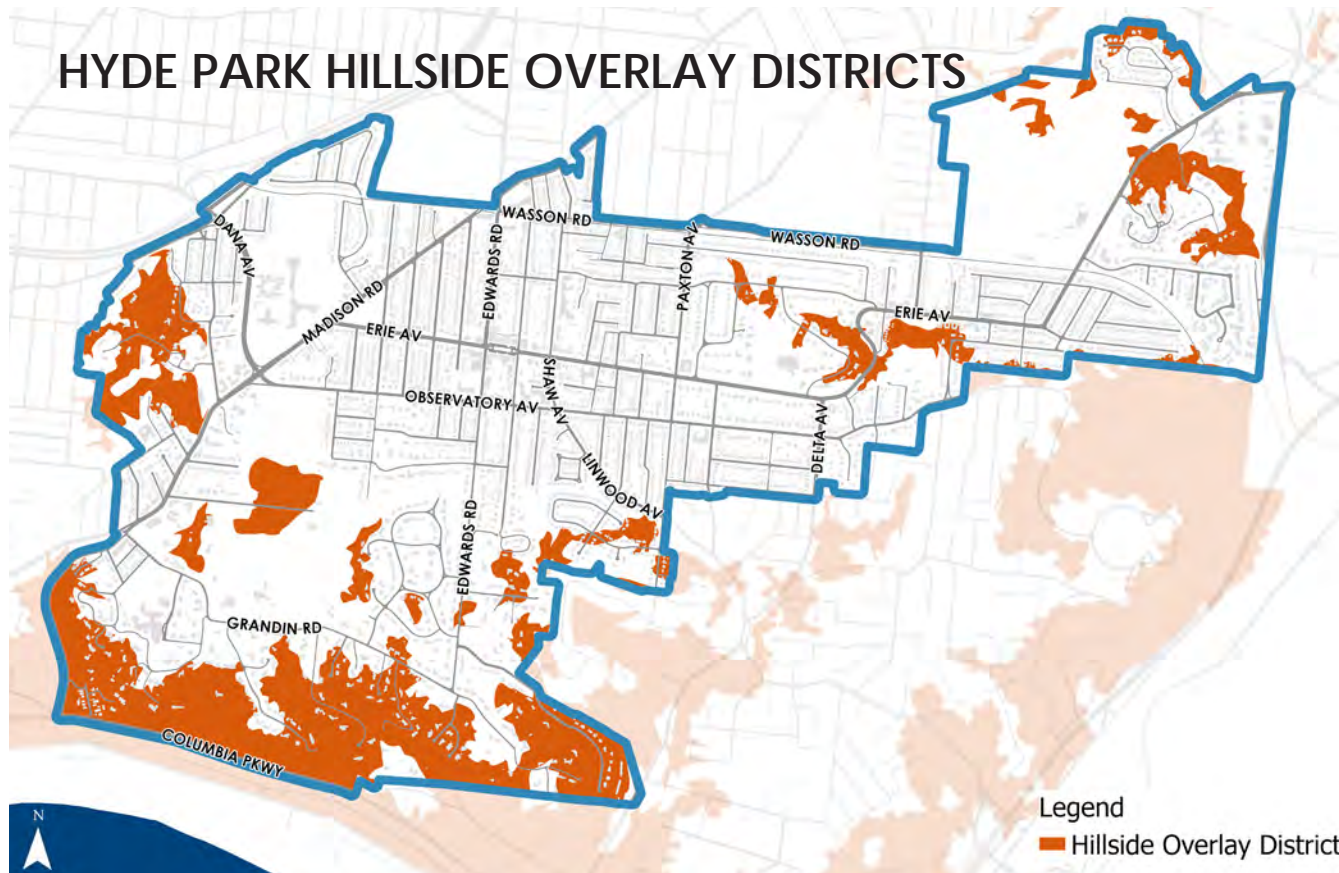 HYDE PARK HILLSIDE OVERLAY DISTRICTS
WASSON RD
WASSON RD
DANA AV
EDWARDS RD
PAXTON AV
MADISON RD
ERIE AV
ERIE AV
SHAW AV
OBSERVATORY AV
DELTA AV
LINWOOD AV
EDWARDS RD
GRANDIN RD
COLUMBIA PKWY
N
Legend
Hillside Overlay District